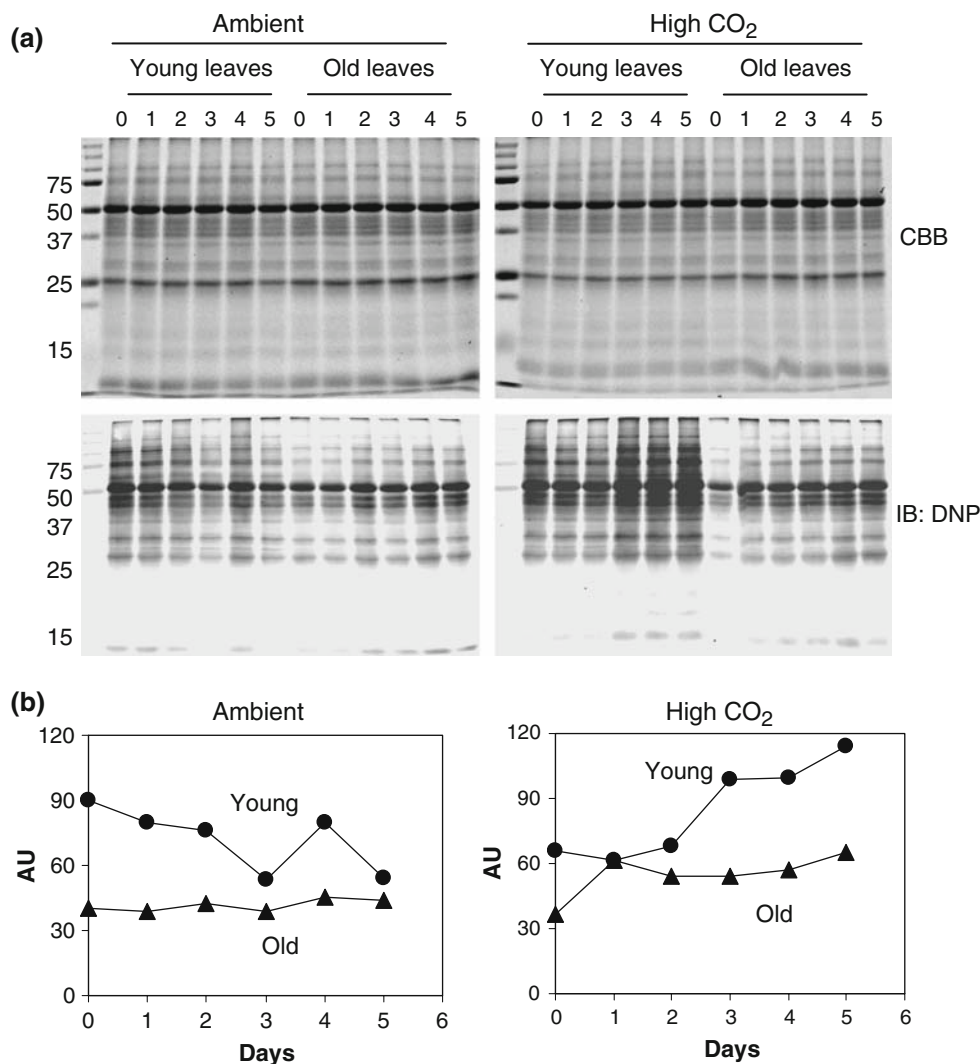 (a)
Ambient
High CO2
Young leaves Old leaves
Young leaves Old leaves
0 1 2 3 4 5 0 1 2 3 4 5
0 1 2 3 4 5 0 1 2 3 4 5
75
50
37
25
15
CBB
75
50
37
25
15
IB: DNP
(b)
Ambient
120
90
60
30
0
AU
Young
Old
0 1 2 3 4 5 6
Days
High CO2
120
90
60
30
0
AU
Young
Old
0 1 2 3 4 5 6
Days